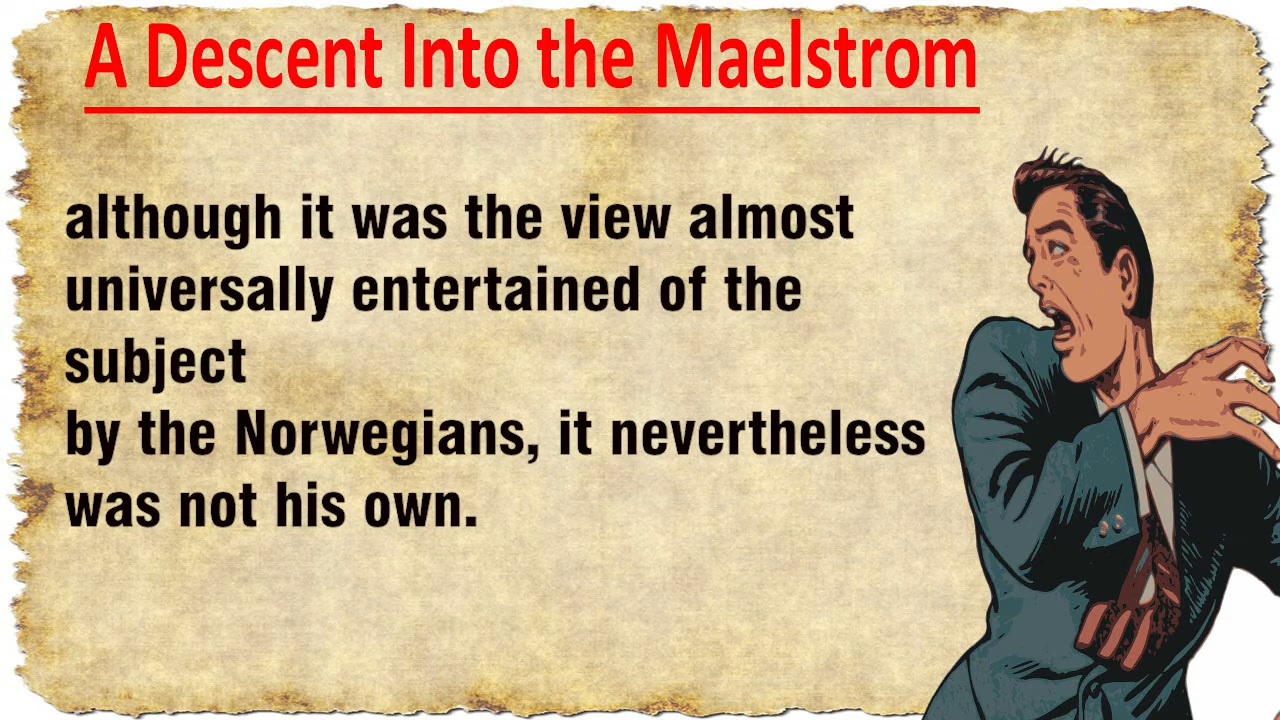 A Descent Into the Maelstrom
although it was the view almost
universally entertained of the
subject
by the Norwegians, it nevertheless
was not his own.